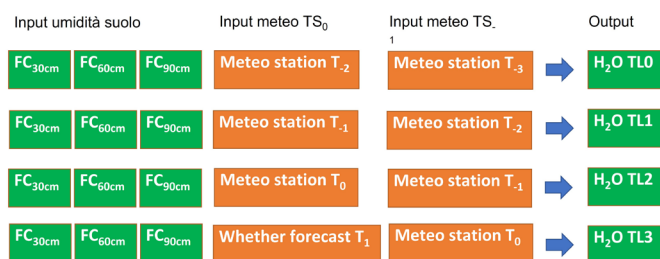 Input umidità suolo Input meteo TS0 Input meteo TS-1 Output
FC30cm FC60cm FC90cm Meteo station T-2 Meteo station T-3 H2O TL0
FC30cm FC60cm FC90cm Meteo station T-1 Meteo station T-2 H2O TL1
FC30cm FC60cm FC90cm Meteo station T0 Meteo station T-1 H2O TL2
FC30cm FC60cm FC90cm Whether forecast T1 Meteo station T0 H2O TL3